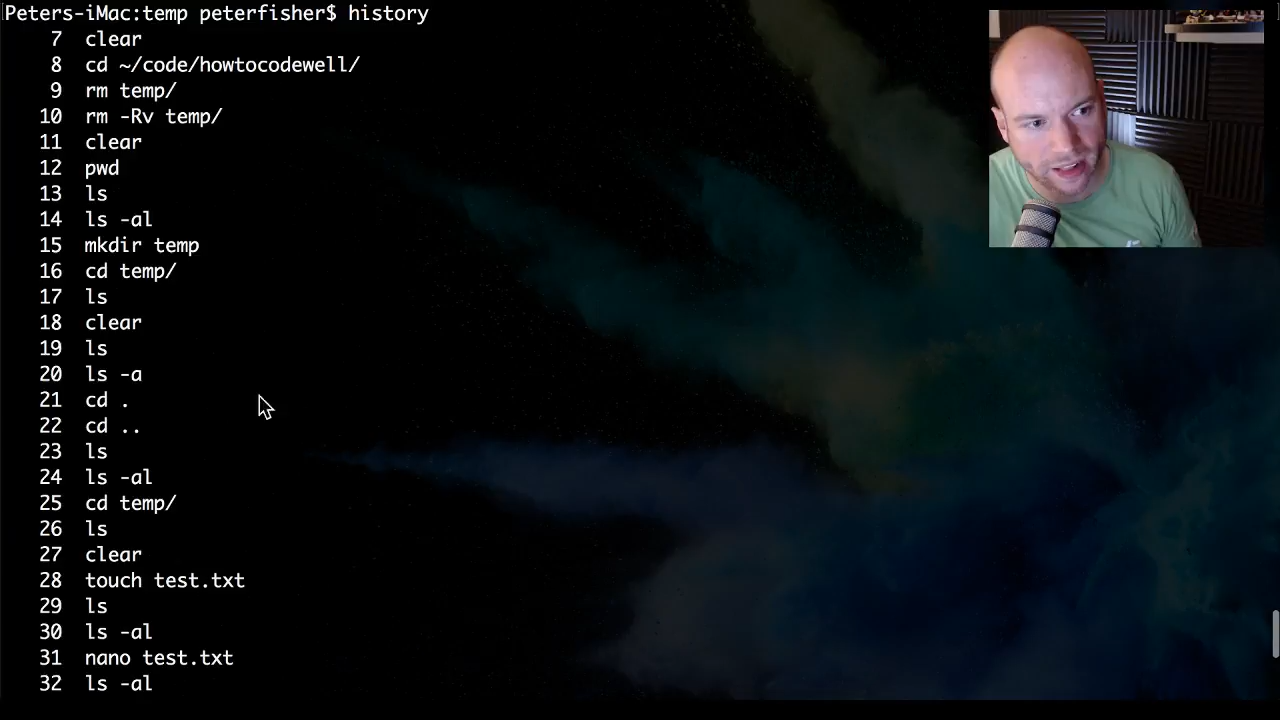 Peters-iMac:temp peterfisher$ history
7 clear
8 cd ~/code/howtocodewell/
9 rm temp/
10 rm -Rv temp/
11 clear
12 pwd
13 ls
14 ls -al
15 mkdir temp
16 cd temp/
17 ls
18 clear
19 ls
20 ls -a
21 cd .
22 cd ..
23 ls
24 ls -al
25 cd temp/
26 ls
27 clear
28 touch test.txt
29 ls
30 ls -al
31 nano test.txt
32 ls -al